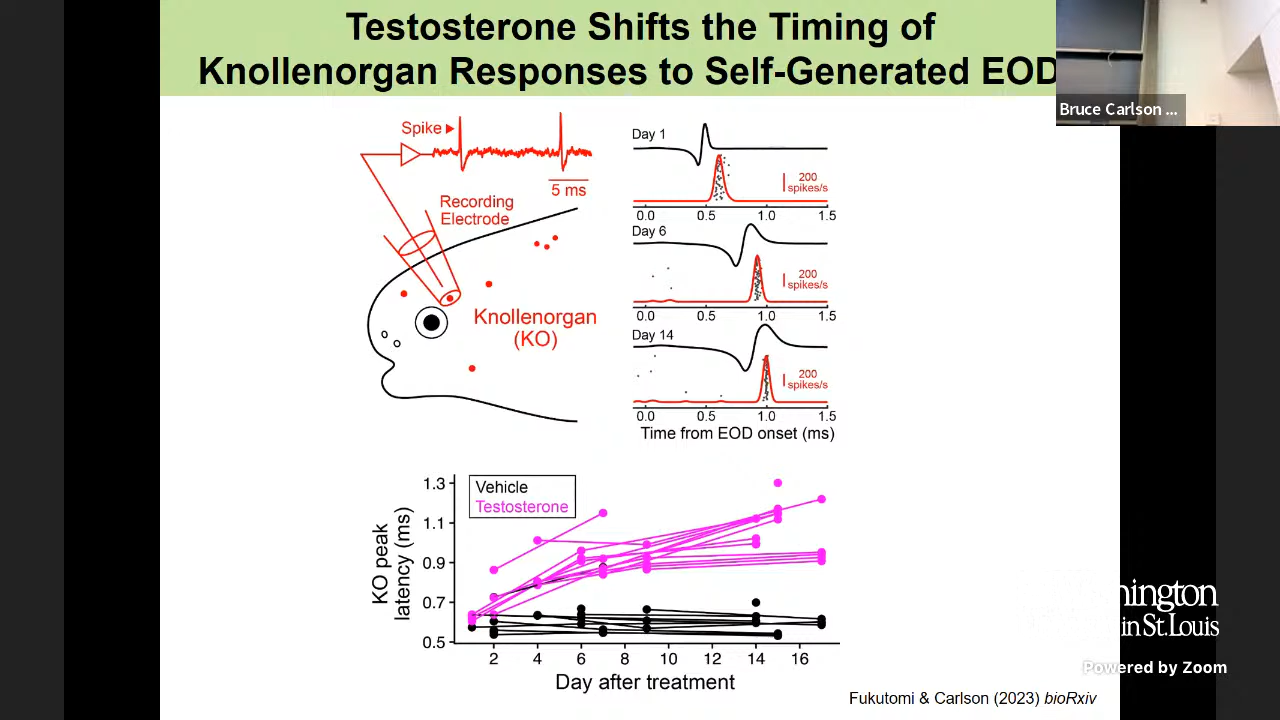 Testosterone Shifts the Timing of
Knollenorgan Responses to Self-Generated EOD
Bruce Carlson ...
Spike
5 ms
Recording
Electrode
Knollenorgan
(KO)
Day 1
200
spikes/s
0.0 0.5 1.0 1.5
Day 6
200
spikes/s
0.0 0.5 1.0 1.5
Day 14
200
spikes/s
0.0 0.5 1.0 1.5
Time from EOD onset (ms)
Vehicle
Testosterone
KO peak
latency (ms)
1.3
1.1
0.9
0.7
0.5
2 4 6 8 10 12 14 16
Day after treatment
hington
in St. Louis
Powered by Zoom
Fukutomi & Carlson (2023) bioRxiv